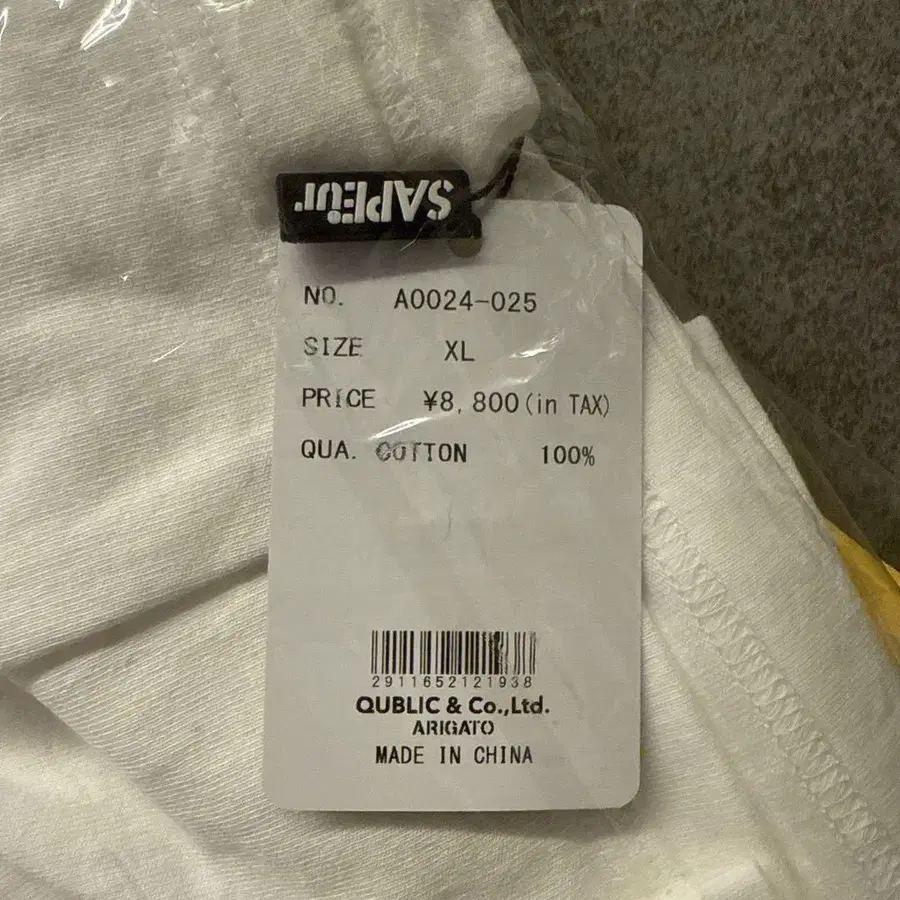 SAPEur
NO. A0024-025
SIZE XL
PRICE ¥8,800(in TAX)
QUA. COTTON 100%
2911652121938
QUBLIC & Co.,Ltd.
ARIGATO
MADE IN CHINA